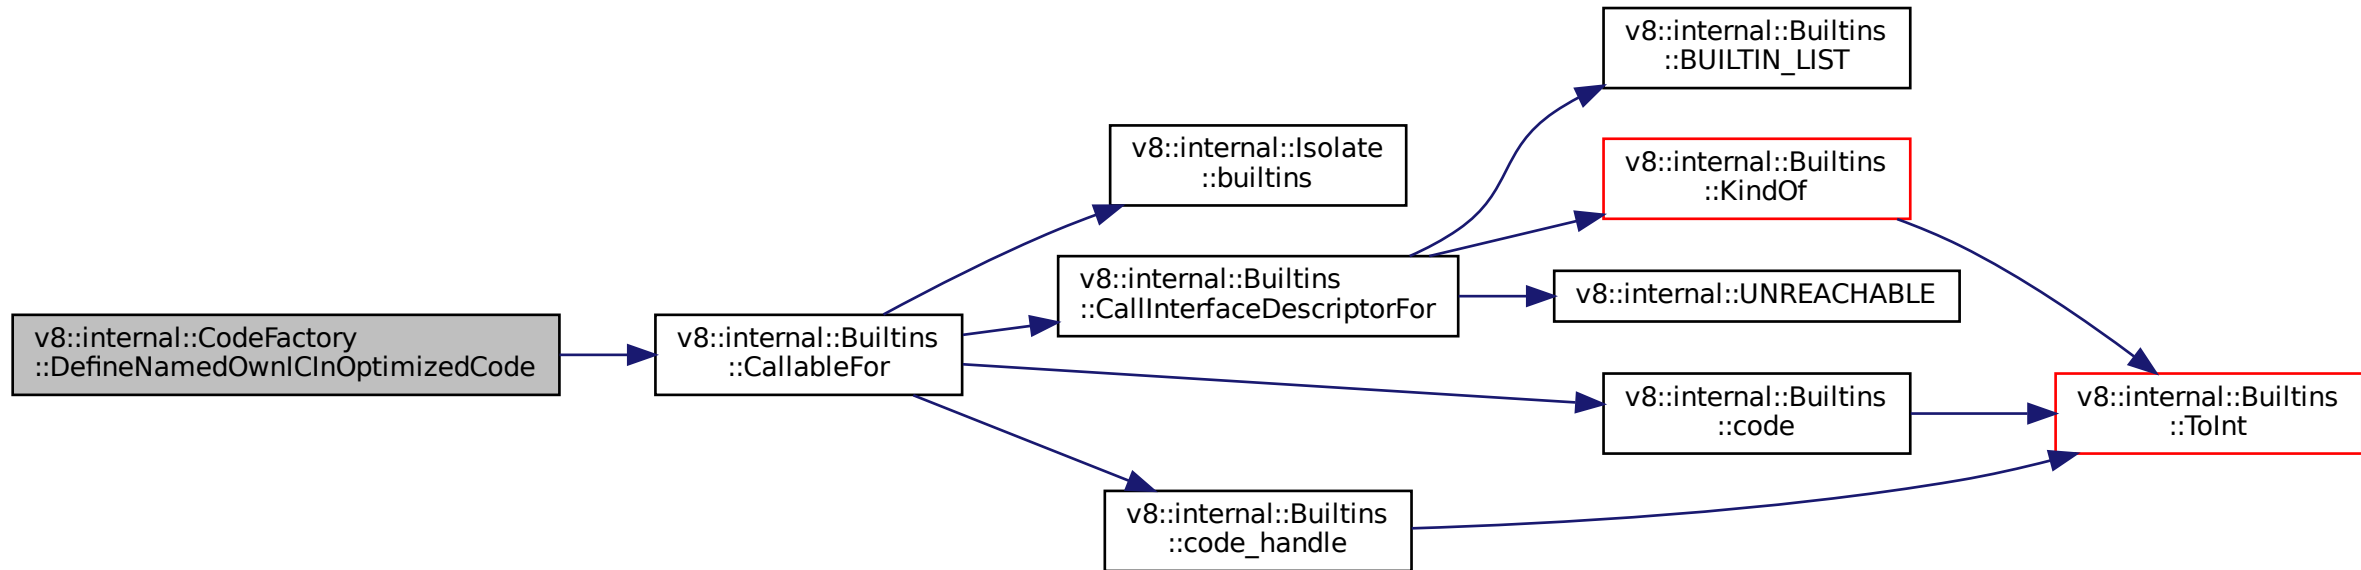 v8::internal::CodeFactory
::DefineNamedOwnICInOptimizedCode
v8::internal::Builtins
::CallableFor
v8::internal::Isolate
::builtins
v8::internal::Builtins
::CallInterfaceDescriptorFor
v8::internal::Builtins
::BUILTIN_LIST
v8::internal::Builtins
::KindOf
v8::internal::UNREACHABLE
v8::internal::Builtins
::code
v8::internal::Builtins
::code_handle
v8::internal::Builtins
::ToInt